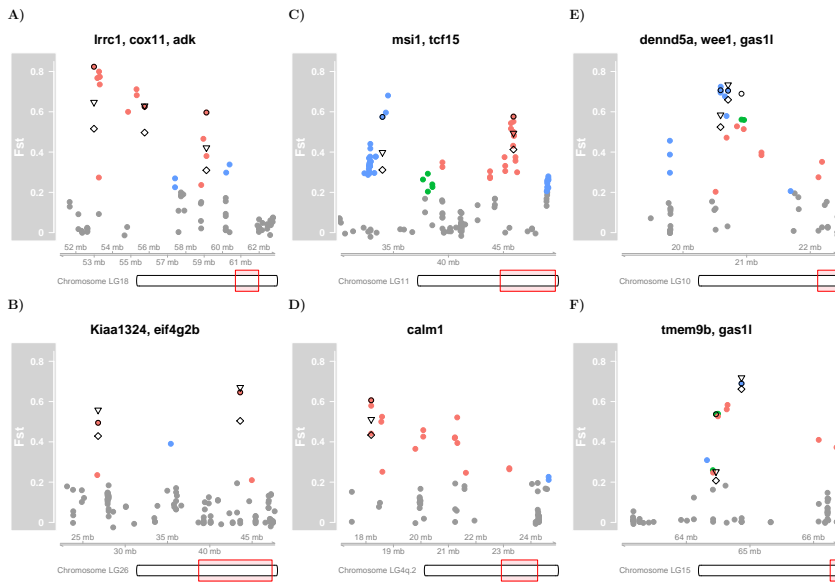 A)
lrrc1, cox11, adk
Fst
0.8
0.6
0.4
0.2
0
52 mb
54 mb
56 mb
58 mb
60 mb
62 mb
53 mb
55 mb
57 mb
59 mb
61 mb
Chromosome LG18
C)
msi1, tcf15
Fst
0.8
0.6
0.4
0.2
0
35 mb
45 mb
40 mb
Chromosome LG11
E)
dennd5a, wee1, gas1l
Fst
0.8
0.6
0.4
0.2
0
20 mb
22 mb
21 mb
Chromosome LG10
B)
Kiaa1324, eif4g2b
Fst
0.8
0.6
0.4
0.2
0
25 mb
35 mb
45 mb
30 mb
40 mb
Chromosome LG26
D)
calm1
Fst
0.8
0.6
0.4
0.2
0
18 mb
20 mb
22 mb
24 mb
19 mb
21 mb
23 mb
Chromosome LG4q.2
F)
tmem9b, gas1l
Fst
0.8
0.6
0.4
0.2
0
64 mb
66 mb
65 mb
Chromosome LG15